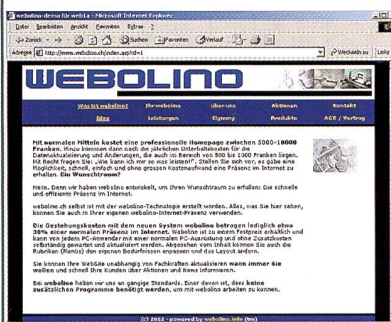 webolino-demo für web1a - Microsoft Internet Explorer
Datei Bearbeiten Ansicht Favoriten Extras ?
Zurück Suchen Favoriten Verlauf
Adresse http://www.webolino.ch/index.asp?id=1 Wechseln zu Links
WEBOLINO
Was ist webolino? Ihr webolino über uns Aktionen Kontakt
Idee Leistungen Eignung Produkte AGB / Vertrag
Mit normalen Mitteln kostet eine professionelle Homepage zwischen 5000-10000
Franken. Hinzu kommen dann noch die jährlichen Unterhaltskosten für die
Datenaktualisierung und Änderungen, die auch im Bereich von 500 bis 1000 Franken liegen.
Mit Recht fragen Sie: „Wie kann ich mir so was leisten?". Stellen Sie sich vor, es gäbe eine
Möglichkeit, schnell, einfach und ohne grossen Kostenaufwand eine Präsenz im Internet zu
erhalten. Ein Wunschtraum?
Nein. Denn wir haben webolino entwickelt, um Ihren Wunschtraum zu erfüllen: Die schnelle
und effiziente Präsenz im Internet.
webolino.ch selbst ist mit der webolino-Technologie erstellt worden. Alles, was Sie hier sehen,
können Sie auch in Ihrer eigenen webolino-Internet-Präsenz verwenden.
Die Gestehungskosten mit dem neuen System webolino betragen lediglich etwa
30% einer normalen Präsenz im Internet. Webolino ist zu einem Festpreis erhältlich und
kann von jedem PC-Anwender mit einer normalen PC-Ausrüstung und ohne Zusatzkosten
selbständig gewartet und aktualisiert werden. Abgesehen vom Inhalt können Sie auch die
Rubriken (Menüs) den eigenen Bedürfnissen anpassen und das Layout ändern.
Sie können Ihre WebSite unabhängig von Fachkräften aktualisieren wann immer Sie
wollen und schnell Ihre Kunden über Aktionen und News informieren.
Bei webolino halten wir uns an gängige Standards. Einer davon ist, dass keine
zusätzlichen Programme benötigt werden, um mit webolino arbeiten zu können.
(c) 2002 - powered by webolino.info (tm)